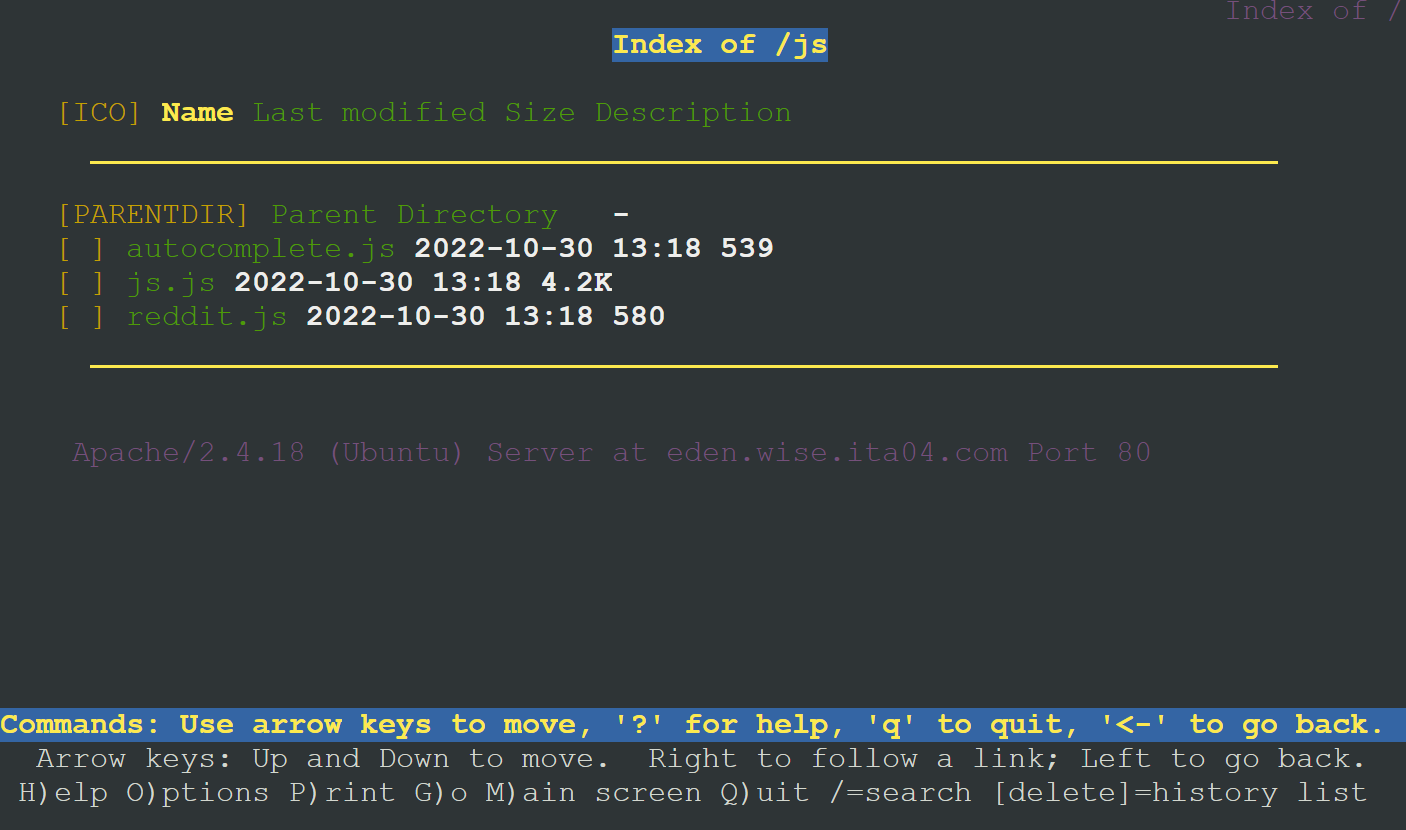 Index of /
Index of /js
[ICO] Name Last modified Size Description
[PARENTDIR] Parent Directory -
[ ] autocomplete.js 2022-10-30 13:18 539
[ ] js.js 2022-10-30 13:18 4.2K
[ ] reddit.js 2022-10-30 13:18 580
Apache/2.4.18 (Ubuntu) Server at eden.wise.ita04.com Port 80
Commands: Use arrow keys to move, '?' for help, 'q' to quit, '<-' to go back.
Arrow keys: Up and Down to move. Right to follow a link; Left to go back.
H)elp O)ptions P)rint G)o M)ain screen Q)uit /=search [delete]=history list